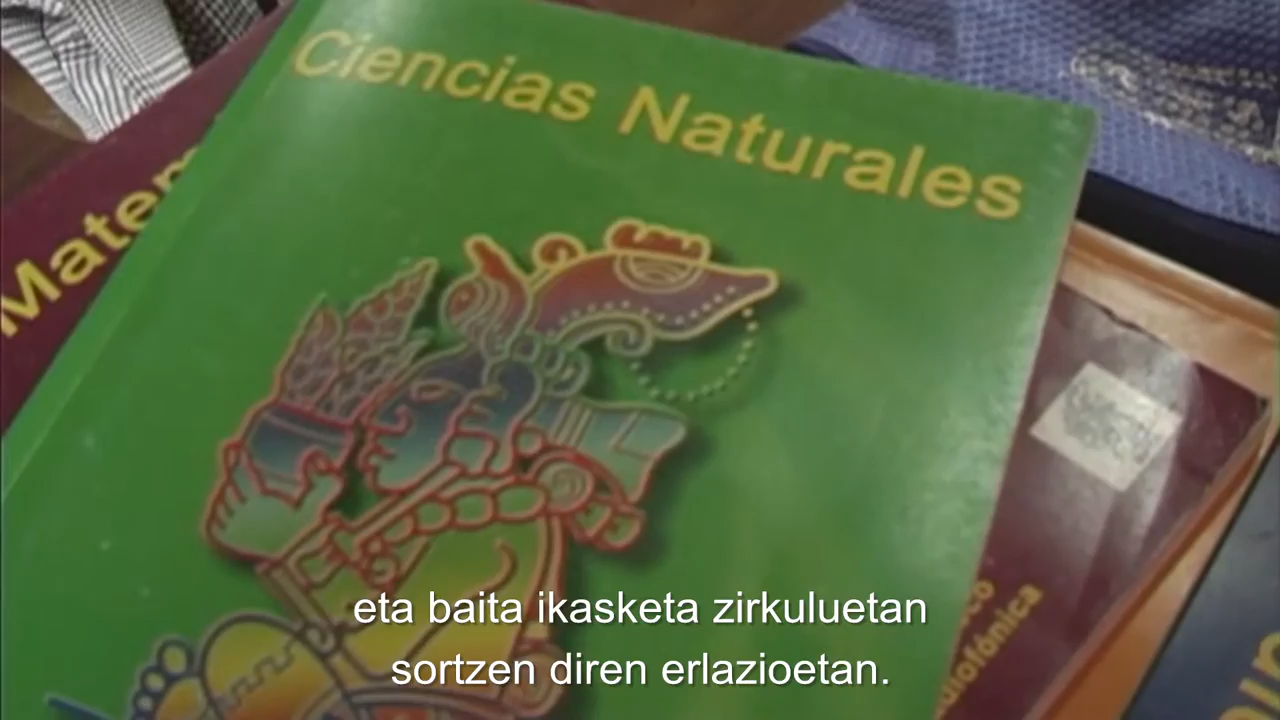 Ciencias Naturales
Matem
eta baita ikasketa zirkuluetan
sortzen diren erlazioetan.